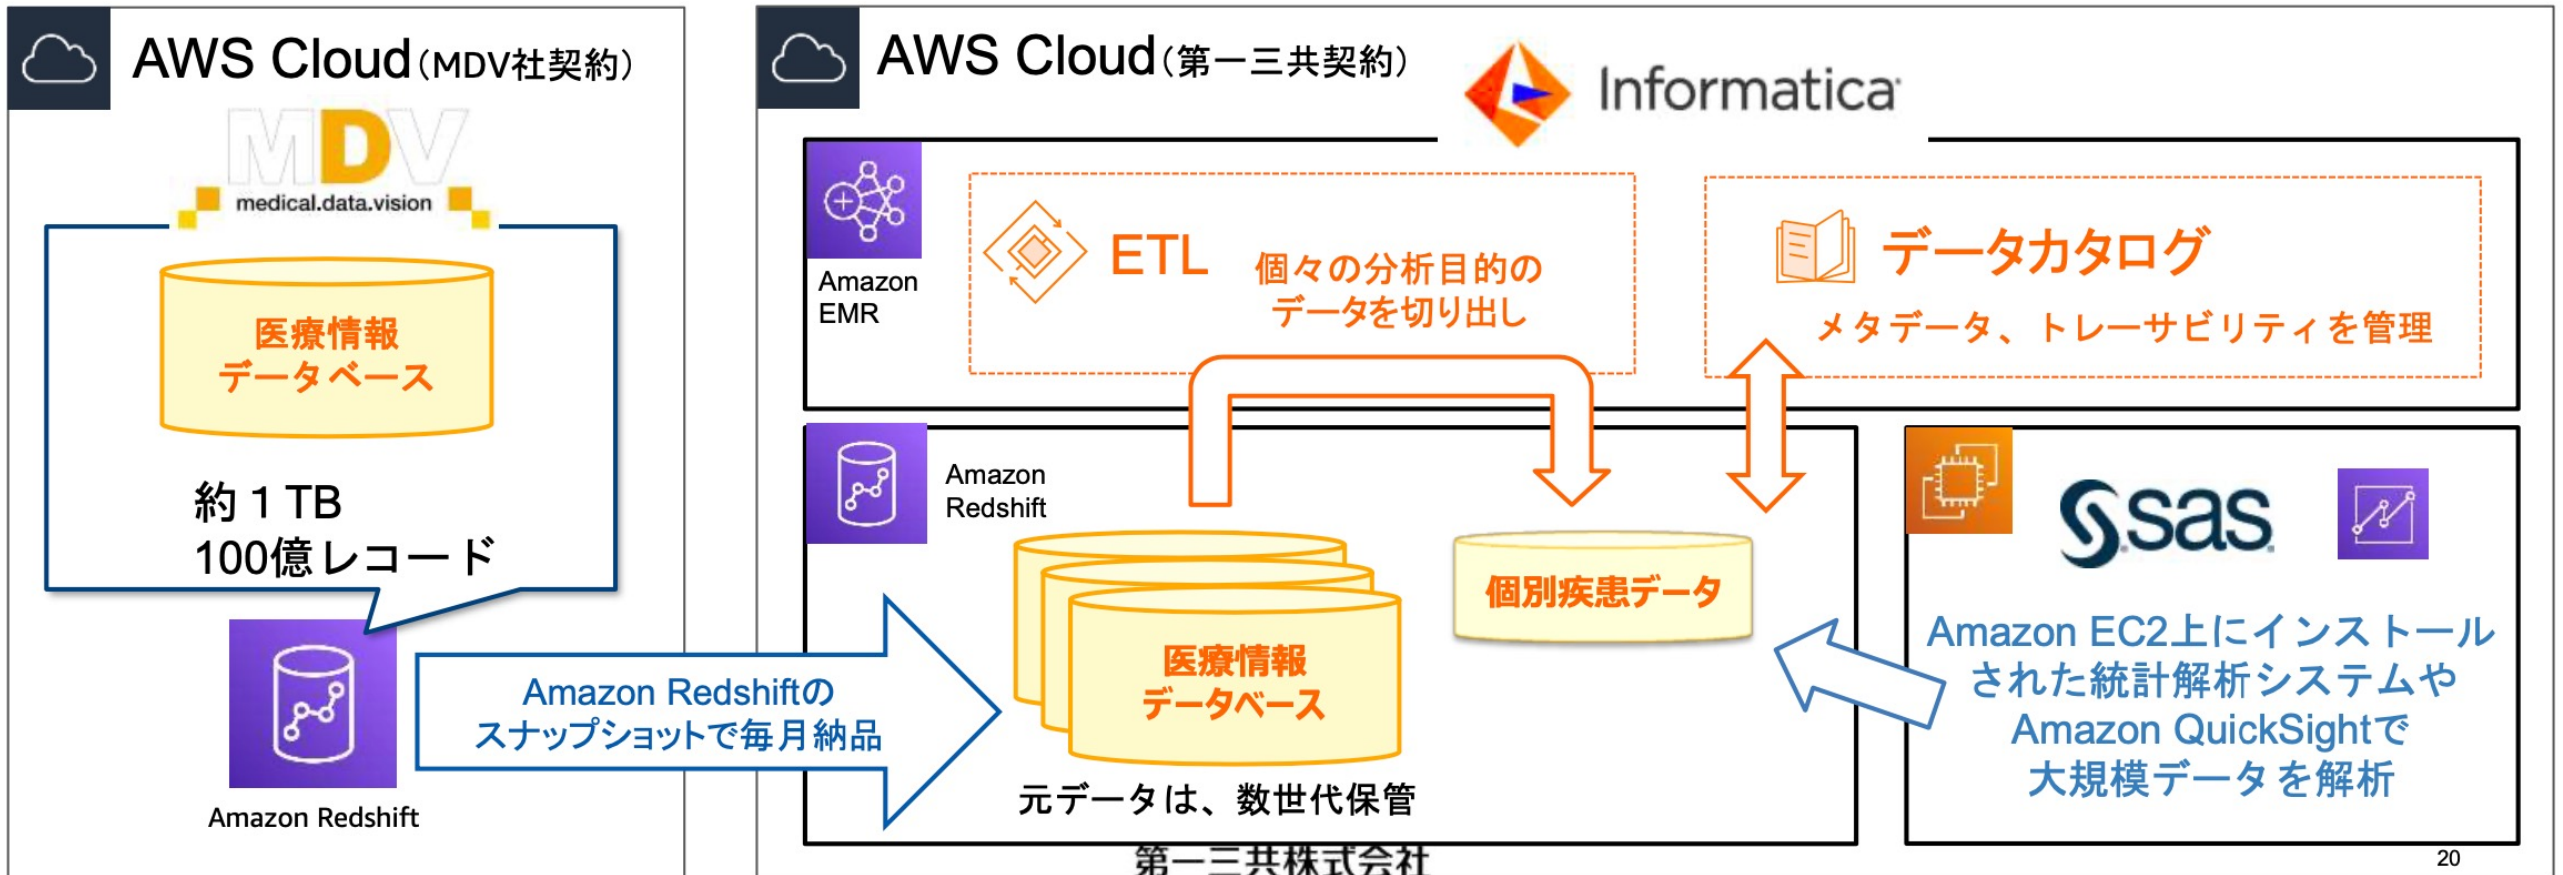 AWS Cloud(MDV社契約)
MDV
medical.data.vision
医療情報
データベース
約 1 TB
100億レコード
Amazon Redshift
Amazon Redshiftの
スナップショットで毎月納品
AWS Cloud(第一三共契約)
Informatica
Amazon
EMR
ETL
個々の分析目的の
データを切り出し
データカタログ
メタデータ、トレーサビリティを管理
Amazon
Redshift
医療情報
データベース
元データは、数世代保管
個別疾患データ
sas
Amazon EC2上にインストール
された統計解析システムや
Amazon QuickSightで
大規模データを解析
第一三共株式会社
20